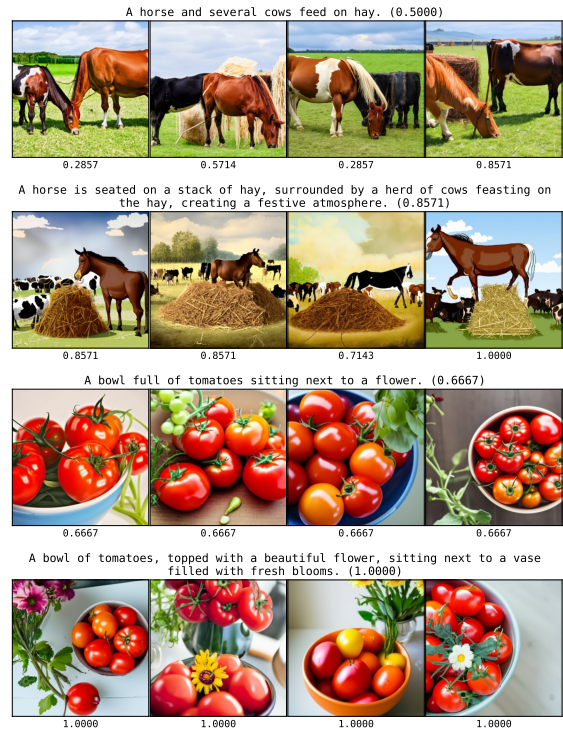 A horse and several cows feed on hay. (0.5000)
0.2857 0.5714 0.2857 0.8571
A horse is seated on a stack of hay, surrounded by a herd of cows feasting on
the hay, creating a festive atmosphere. (0.8571)
0.8571 0.8571 0.7143 1.0000
A bowl full of tomatoes sitting next to a flower. (0.6667)
0.6667 0.6667 0.6667 0.6667
A bowl of tomatoes, topped with a beautiful flower, sitting next to a vase
filled with fresh blooms. (1.0000)
1.0000 1.0000 1.0000 1.0000